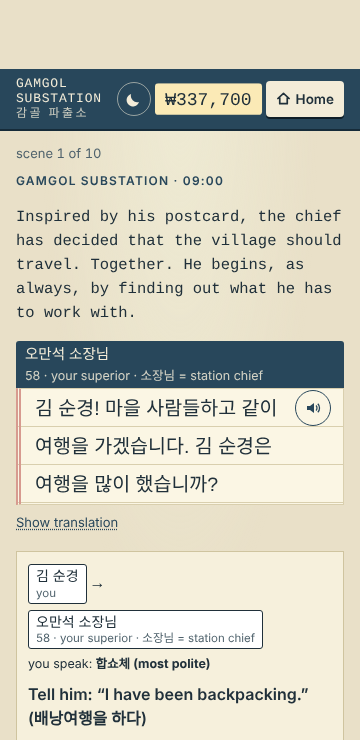 GAMGOL
SUBSTATION
감골 파출소
₩337,700
Home
scene 1 of 10
GAMGOL SUBSTATION · 09:00
Inspired by his postcard, the chief
has decided that the village should
travel. Together. He begins, as
always, by finding out what he has
to work with.
오만석 소장님
58 · your superior · 소장님 = station chief
김 순경! 마을 사람들하고 같이
여행을 가겠습니다. 김 순경은
여행을 많이 했습니까?
Show translation
김 순경
you
→
오만석 소장님
58 · your superior · 소장님 = station chief
you speak: 합쇼체 (most polite)
Tell him: “I have been backpacking.”
(배낭여행을 하다)